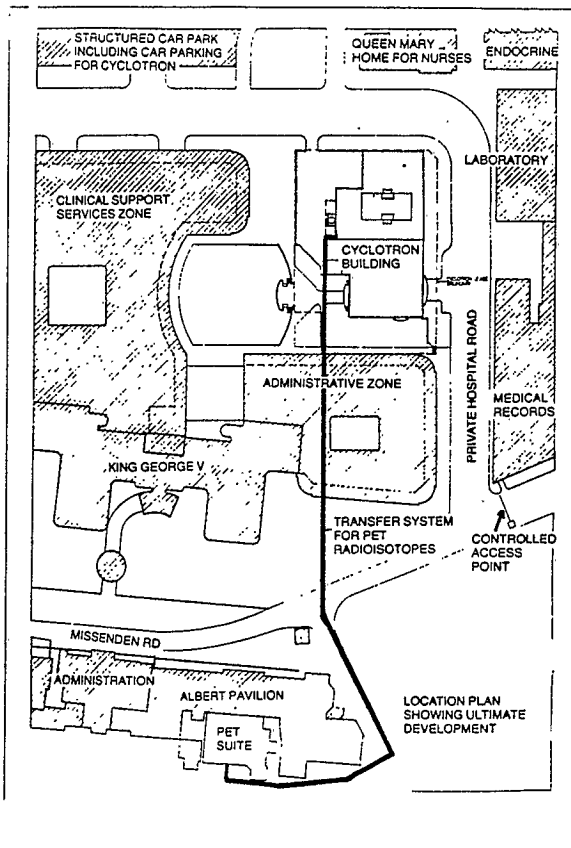 STRUCTURED CAR PARK
INCLUDING CAR PARKING
FOR CYCLOTRON
QUEEN MARY
HOME FOR NURSES
ENDOCRINE
LABORATORY
CLINICAL SUPPORT
SERVICES ZONE
CYCLOTRON
BUILDING
PRIVATE HOSPITAL ROAD
ADMINISTRATIVE ZONE
MEDICAL
RECORDS
KING GEORGE V
TRANSFER SYSTEM
FOR PET
RADIOISOTOPES
CONTROLLED
ACCESS
POINT
MISSENDEN RD
ADMINISTRATION
ALBERT PAVILION
PET
SUITE
LOCATION PLAN
SHOWING ULTIMATE
DEVELOPMENT